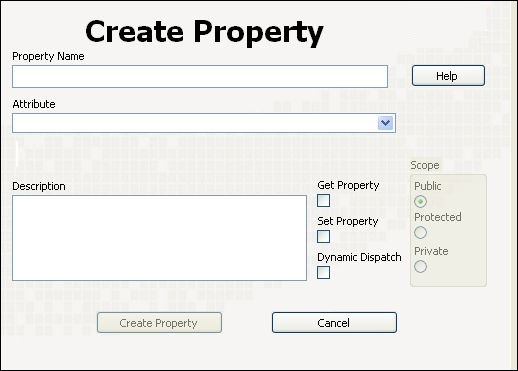 Create Property
Property Name
Help
Attribute
Scope
Description
Get Property
Public
Set Property
Protected
Dynamic Dispatch
Private
Create Property
Cancel